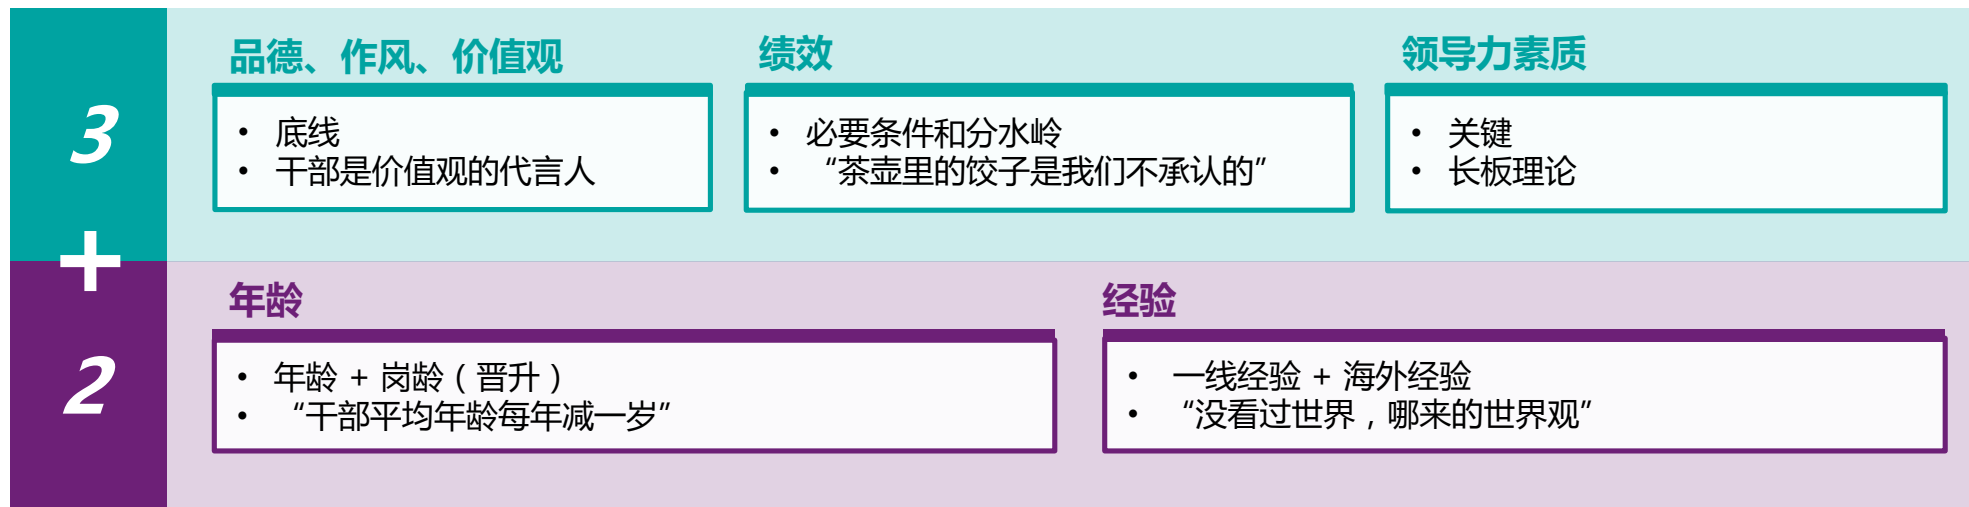 3
+
2
品德、作风、价值观
• 底线
• 干部是价值观的代言人
绩效
• 必要条件和分水岭
• “茶壶里的饺子是我们不承认的”
领导力素质
• 关键
• 长板理论
年龄
• 年龄 + 岗龄（晋升）
• “干部平均年龄每年减一岁”
经验
• 一线经验 + 海外经验
• “没看过世界，哪来的世界观”